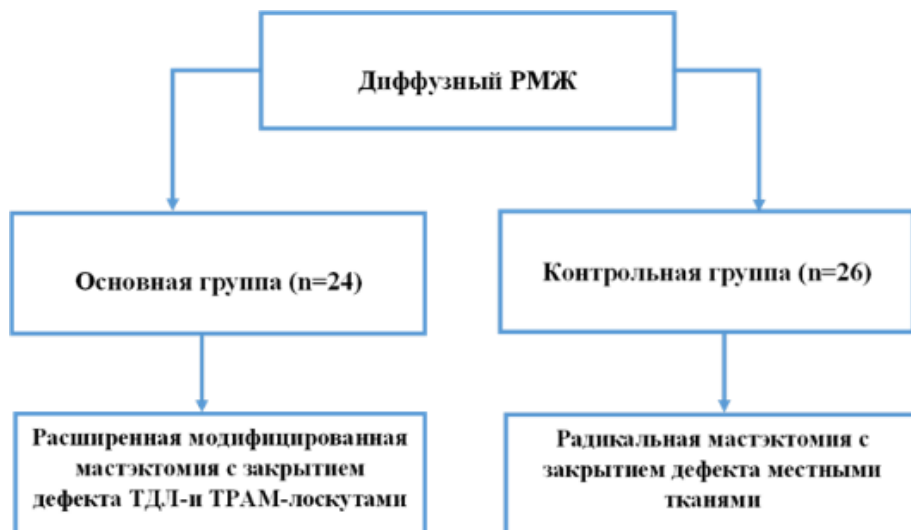 Диффузный РМЖ
Основная группа (n=24)
Контрольная группа (n=26)
Расширенная модифицированная
мастэктомия с закрытием
дефекта ТДЛ-и ТРАМ-лоскутами
Радикальная мастэктомия с
закрытием дефекта местными
тканями